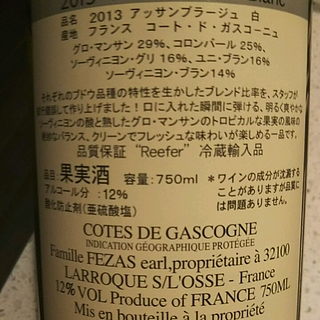 品名 2013 アッサンブラージュ 白
産地 フランス コート・ド・ガスコーニュ
グロ・マンサン 29%、コロンバール 25%、
ソーヴィニヨン・グリ 16%、ユニ・ブラン 16%
ソーヴィニヨン・ブラン14%
それぞれのブドウ品種の特性を生かしたブレンド比率を、スタッフが
して作り上げました！口に入れた瞬間に弾ける、明るく爽やかな
ソーヴィニヨンの酸と熟したグロ・マンサンのトロピカルな果実の風味の
絶妙なバランス、クリーンでフレッシュな味わいが楽しめる一品です。
品質保証 “Reefer” 冷蔵輸入品
品目 果実酒 容量：750ml
アルコール分 ：12%
酸化防止剤（亜硫酸塩）
＊ワインの成分が沈澱する
ことがありますが品質には
問題ありません。
COTES DE GASCOGNE
INDICATION GÉOGRAPHIQUE PROTÉGÉE
Famille FEZAS earl,propriétaire à 32100
LARROQUE S/L'OSSE - France
12% VOL Produce of FRANCE 750ML
Mis en bouteille à la propriété